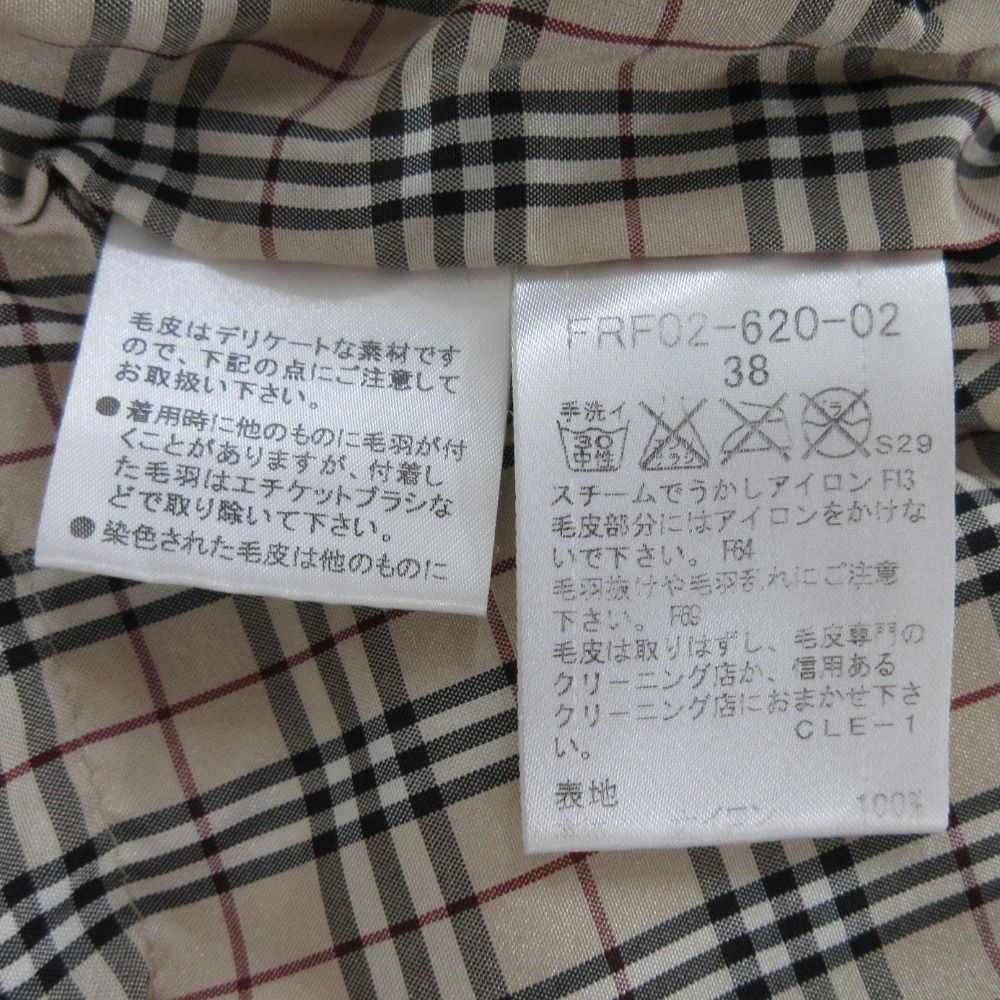 毛皮はデリケートな素材です
ので、下記の点にご注意して
お取扱い下さい。
●着用時に他のものに毛羽が付
くことがありますが、付着し
た毛羽はエチケットブラシな
どで取り除いて下さい。
●染色された毛皮は他のものに
FRF02-620-02
38
手洗イ
30
中性
S29
スチームでうかしアイロン F13
毛皮部分にはアイロンをかけな
いで下さい。 F64
毛羽抜けや毛羽乱れにご注意
下さい。 F69
毛皮は取りはずし、毛皮専門の
クリーニング店か、信用ある
クリーニング店におまかせ下さ
い。 CLE-1
表地
ナイロン 100%